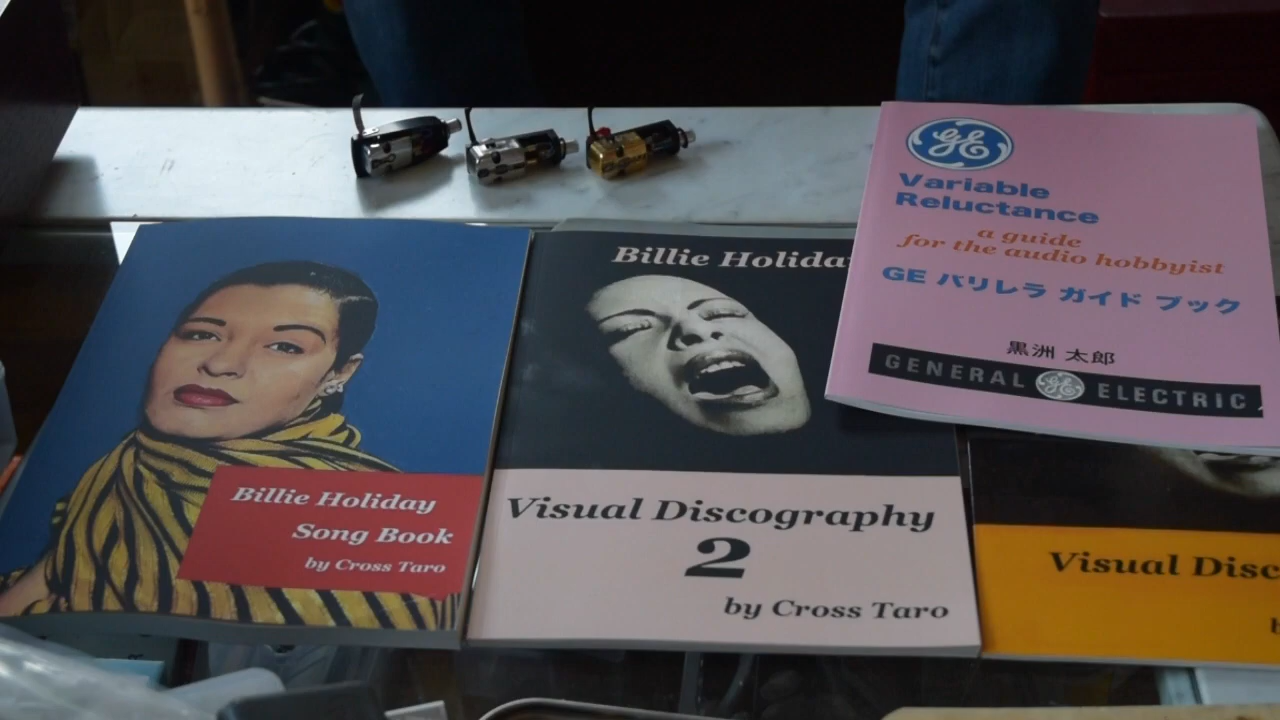 Billie Holiday
Song Book
by Cross Taro
Billie Holiday
Visual Discography
2
by Cross Taro
GE
Variable
Reluctance
a guide
for the audio hobbyist
GE バリレラ ガイド ブック
黒洲 太郎
GENERAL GE ELECTRIC
Visual Disc